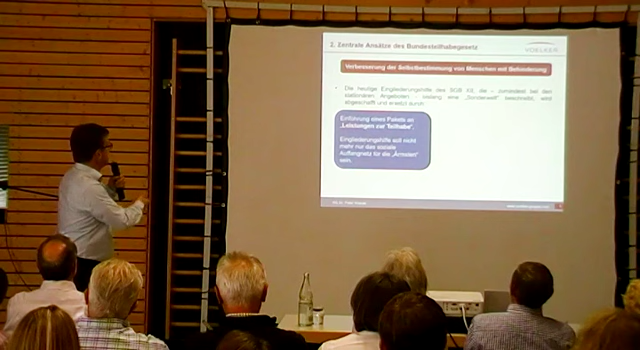 2. Zentrale Ansätze des Bundesteilhabegesetz
VOELKER
Verbesserung der Selbstbestimmung von Menschen mit Behinderung
Die heutige Eingliederungshilfe des SGB XII, die – zumindest bei den
stationären Angeboten - bislang eine „Sonderwelt" beschreibt, wird
abgeschafft und ersetzt durch:
Einführung eines Pakets an
„Leistungen zur Teilhabe".
Eingliederungshilfe soll nicht
mehr nur das soziale
Auffangnetz für die „Ärmsten"
sein.